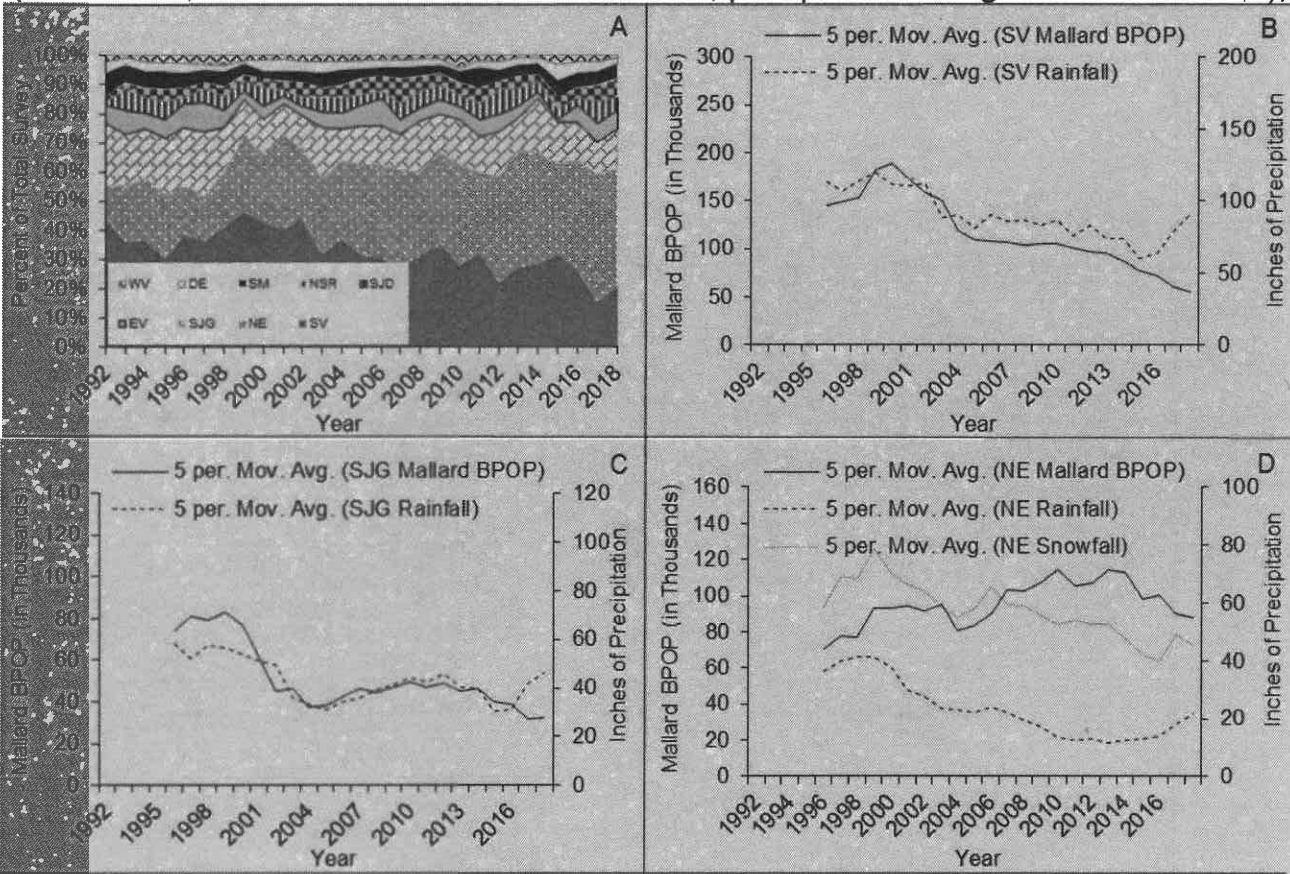 A
Percent of Total Survey
100%
90%
80%
70%
60%
50%
40%
30%
20%
10%
0%
WV DE SM NSR SJD
EV SJG NE SV
1992 1994 1996 1998 2000 2002 2004 2006 2008 2010 2012 2014 2016 2018
Year
B
5 per. Mov. Avg. (SV Mallard BPOP)
5 per. Mov. Avg. (SV Rainfall)
Mallard BPOP (in Thousands)
300
250
200
150
100
50
0
Inches of Precipitation
200
150
100
50
0
1992 1995 1998 2001 2004 2007 2010 2013 2016
Year
C
5 per. Mov. Avg. (SJG Mallard BPOP)
5 per. Mov. Avg. (SJG Rainfall)
Mallard BPOP (in Thousands)
140
120
100
80
60
40
20
0
Inches of Precipitation
120
100
80
60
40
20
0
1992 1995 1998 2001 2004 2007 2010 2013 2016
Year
D
5 per. Mov. Avg. (NE Mallard BPOP)
5 per. Mov. Avg. (NE Rainfall)
5 per. Mov. Avg. (NE Snowfall)
Mallard BPOP (in Thousands)
160
140
120
100
80
60
40
20
0
Inches of Precipitation
100
80
60
40
20
0
1992 1994 1996 1998 2000 2002 2004 2006 2008 2010 2012 2014 2016
Year